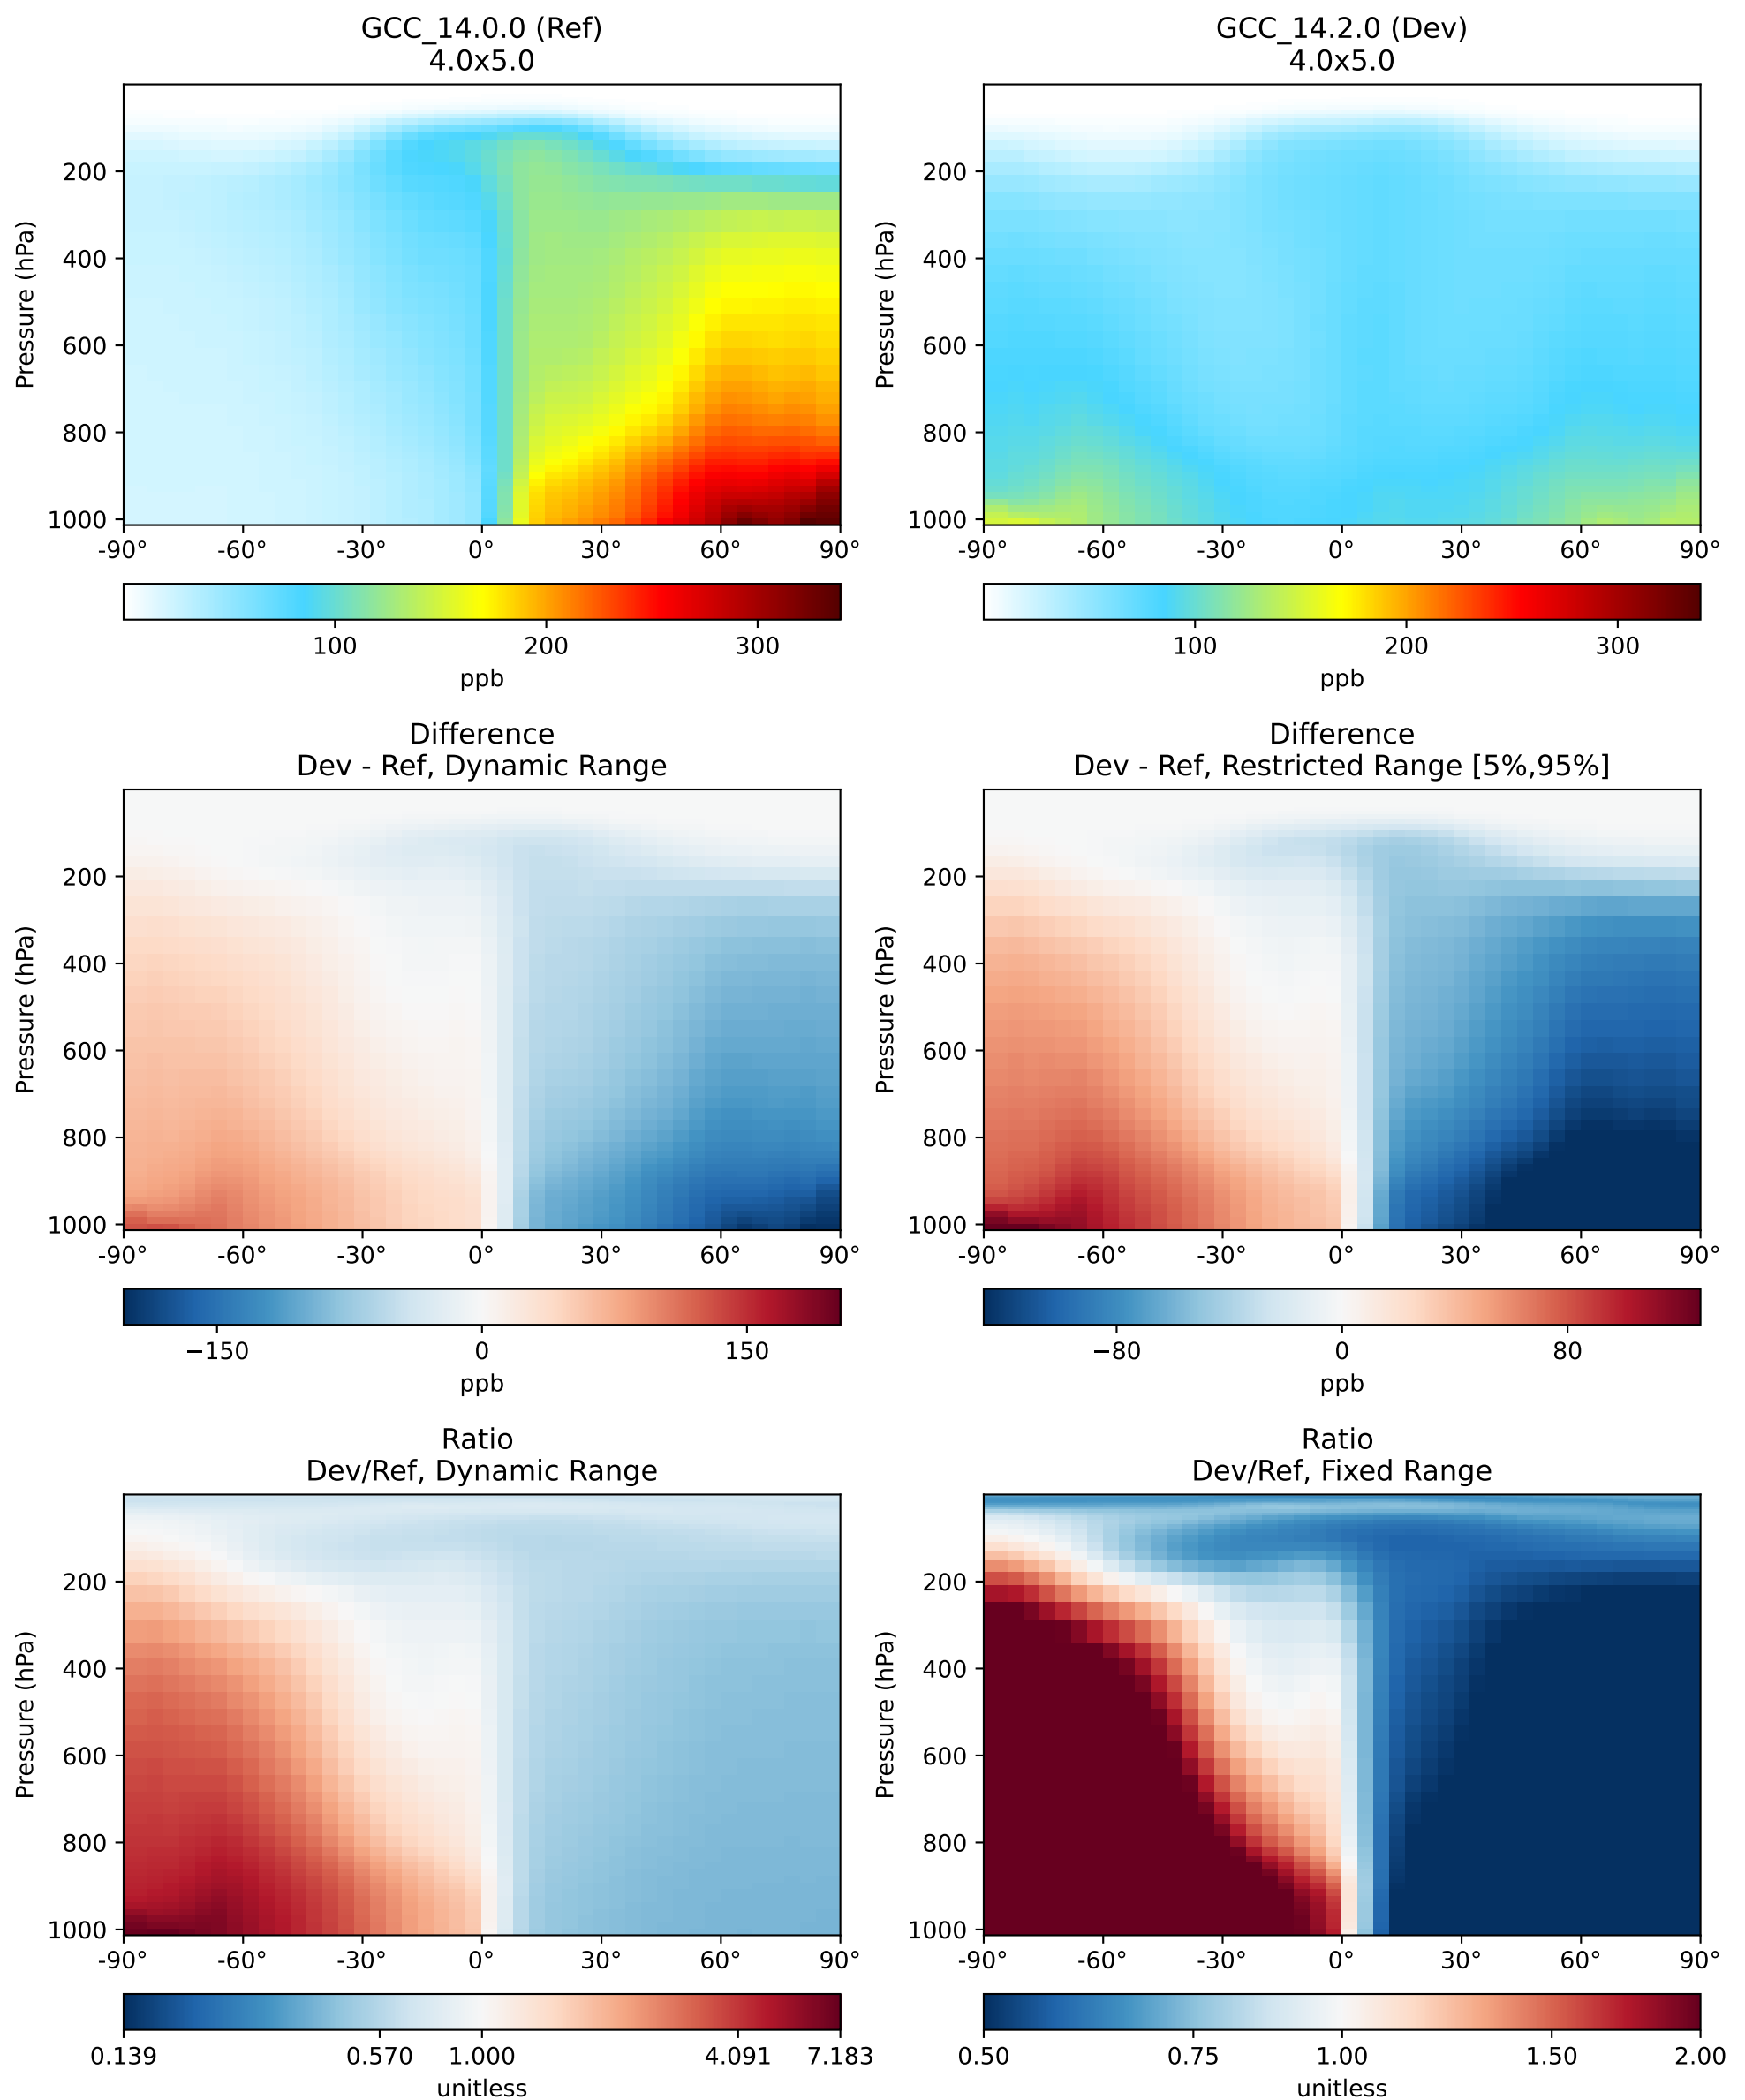 GCC_14.0.0 (Ref)
4.0x5.0
Pressure (hPa)
200
400
600
800
1000
-90° -60° -30° 0° 30° 60° 90°
100 200 300
ppb
GCC_14.2.0 (Dev)
4.0x5.0
Pressure (hPa)
200
400
600
800
1000
-90° -60° -30° 0° 30° 60° 90°
100 200 300
ppb
Difference
Dev - Ref, Dynamic Range
Pressure (hPa)
200
400
600
800
1000
-90° -60° -30° 0° 30° 60° 90°
−150 0 150
ppb
Difference
Dev - Ref, Restricted Range [5%,95%]
Pressure (hPa)
200
400
600
800
1000
-90° -60° -30° 0° 30° 60° 90°
−80 0 80
ppb
Ratio
Dev/Ref, Dynamic Range
Pressure (hPa)
200
400
600
800
1000
-90° -60° -30° 0° 30° 60° 90°
0.139 0.570 1.000 4.091 7.183
unitless
Ratio
Dev/Ref, Fixed Range
Pressure (hPa)
200
400
600
800
1000
-90° -60° -30° 0° 30° 60° 90°
0.50 0.75 1.00 1.50 2.00
unitless